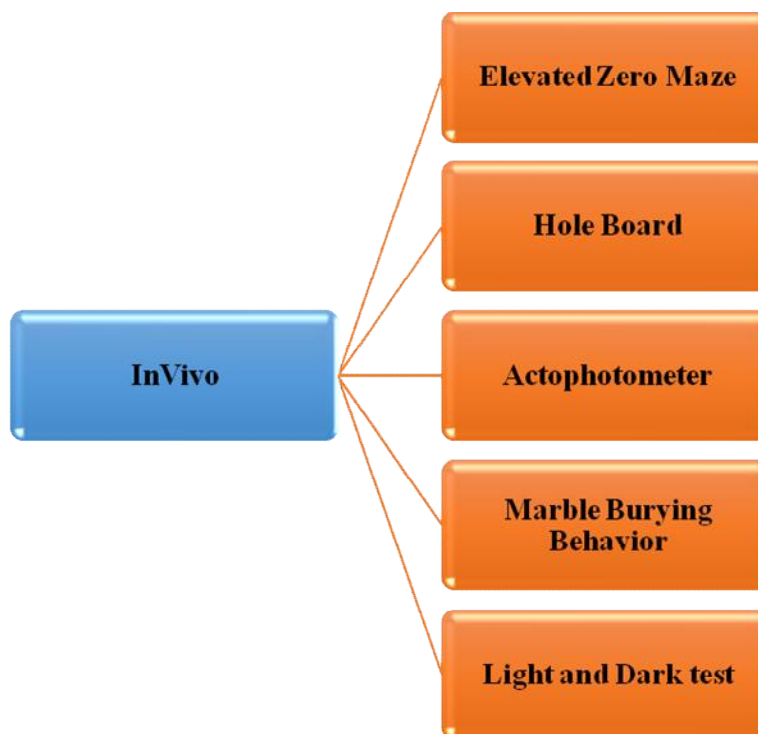 Elevated Zero Maze
Hole Board
InVivo
Actophotometer
Marble Burying
Behavior
Light and Dark test